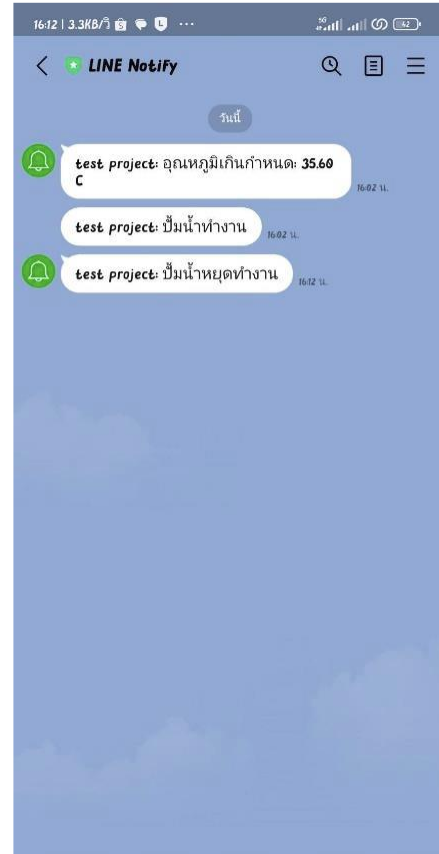 16:12 | 3.3KB/วิ
LINE Notify
วันนี้
test project: อุณหภูมิเกินกำหนด: 35.60
C
16:02 น.
test project: ปั๊มน้ำทำงาน
16:02 น.
test project: ปั๊มน้ำหยุดทำงาน
16:12 น.